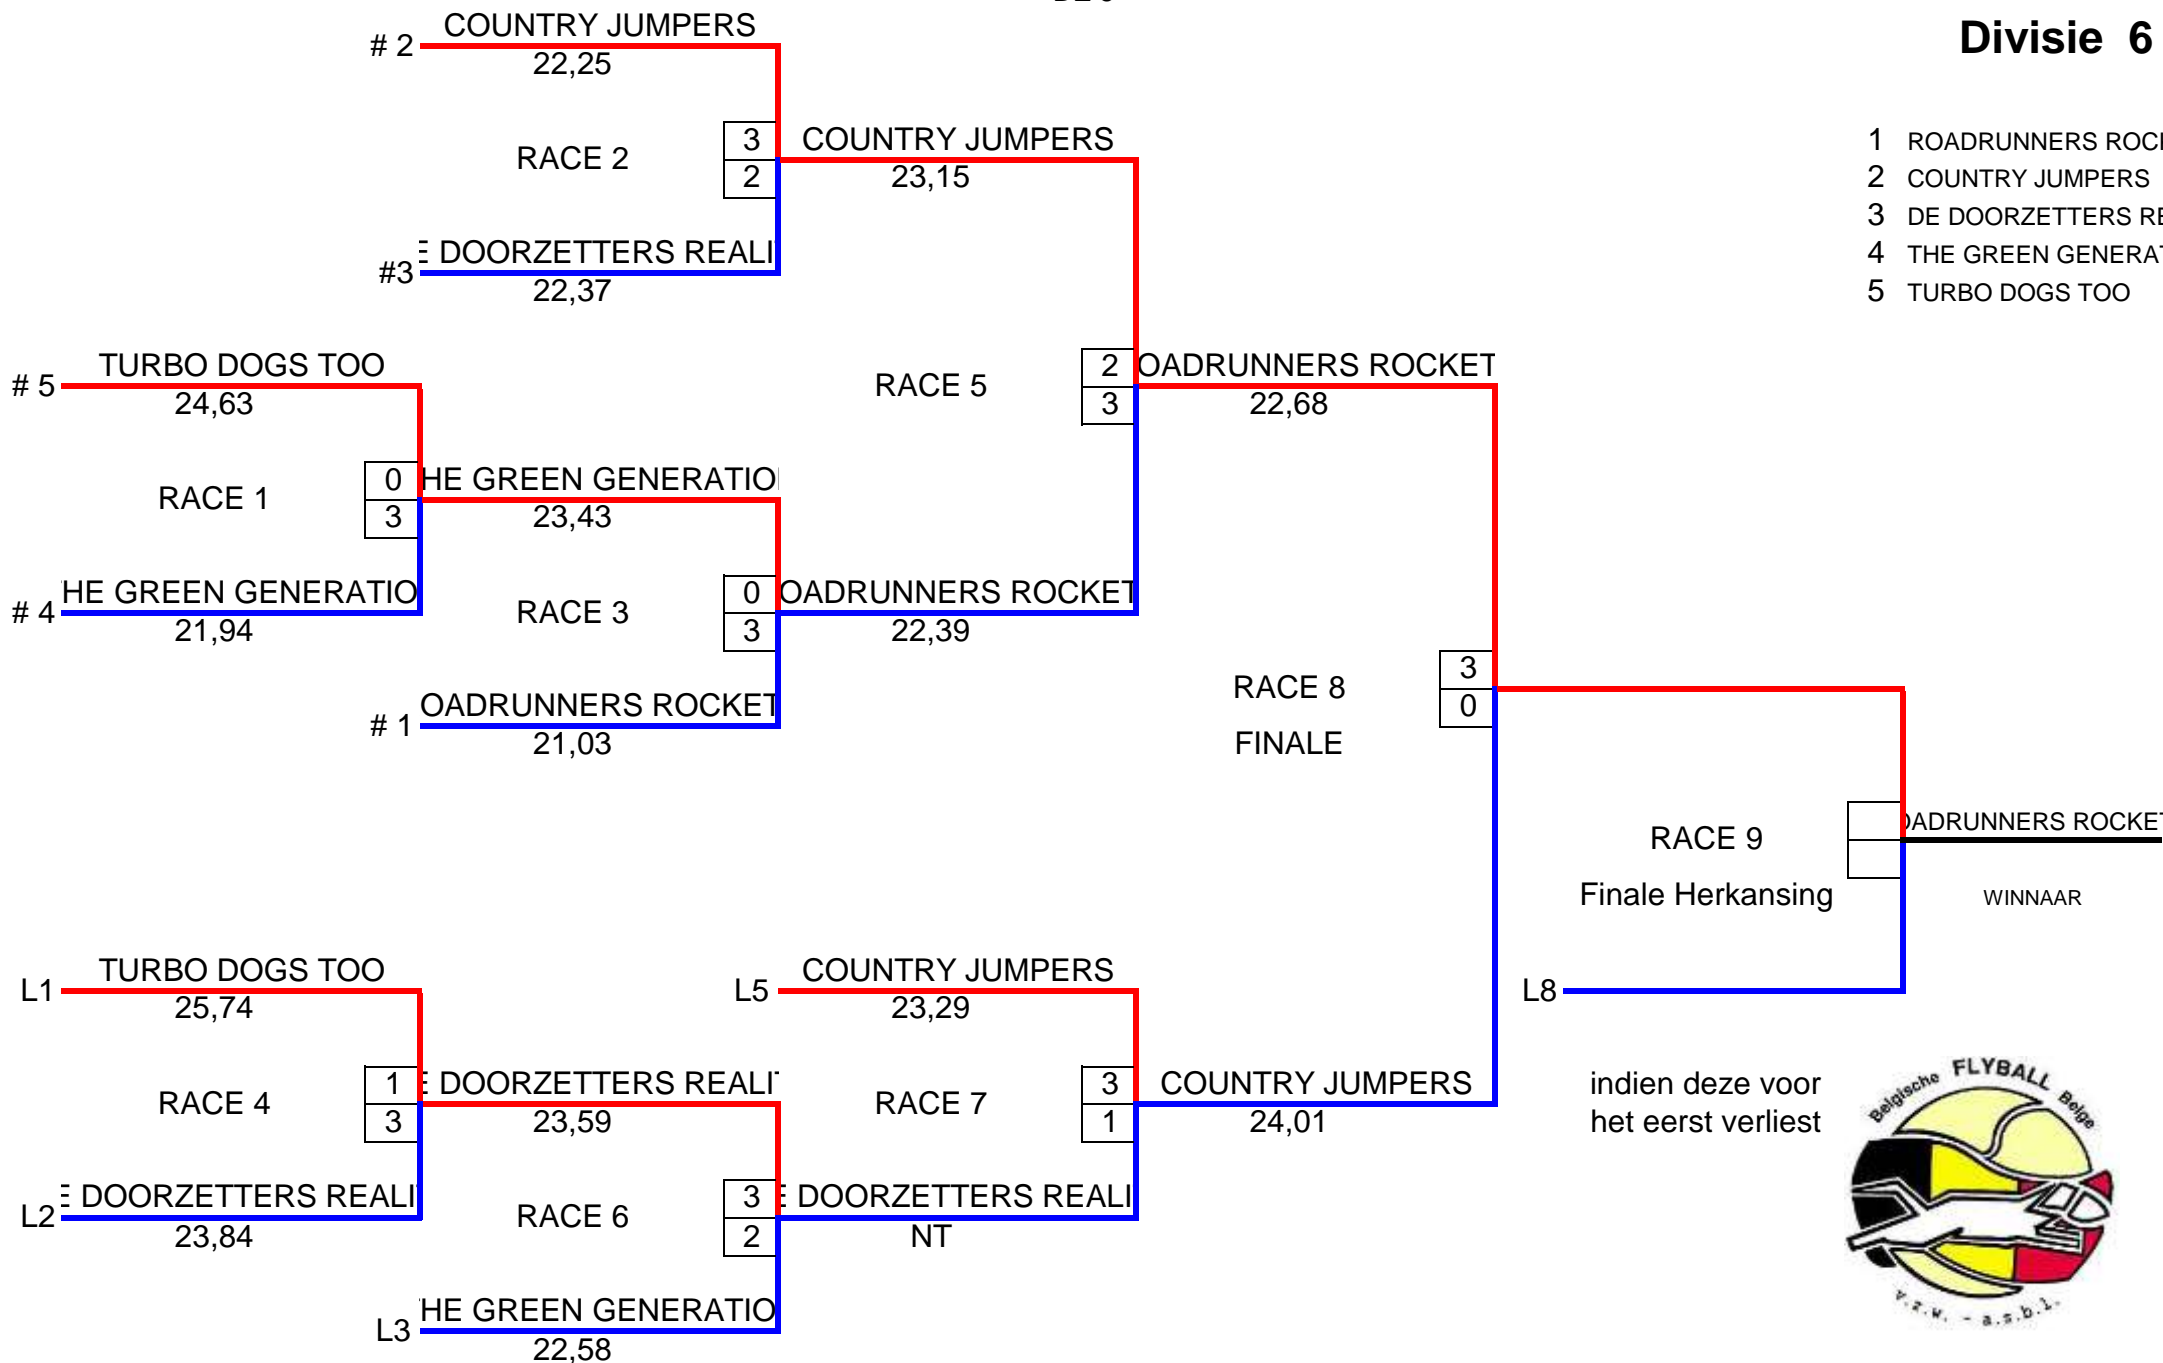 COUNTRY JUMPERS
# 2
22,25
Divisie 6
RACE 2
3
2
COUNTRY JUMPERS
23,15
1 ROADRUNNERS ROC
2 COUNTRY JUMPERS
3 DE DOORZETTERS RE
4 THE GREEN GENERAT
5 TURBO DOGS TOO
E DOORZETTERS REALI
#3
22,37
TURBO DOGS TOO
# 5
24,63
RACE 5
2
3
OADRUNNERS ROCKET
22,68
RACE 1
0
3
HE GREEN GENERATIO
23,43
HE GREEN GENERATIO
# 4
21,94
RACE 3
0
3
OADRUNNERS ROCKET
22,39
OADRUNNERS ROCKET
# 1
21,03
RACE 8
3
0
FINALE
RACE 9
Finale Herkansing
OADRUNNERS ROCKET
WINNAAR
TURBO DOGS TOO
L1
25,74
COUNTRY JUMPERS
L5
23,29
L8
RACE 4
1
3
E DOORZETTERS REALI
23,59
RACE 7
3
1
COUNTRY JUMPERS
24,01
indien deze voor
het eerst verliest
E DOORZETTERS REALI
L2
23,84
RACE 6
3
2
E DOORZETTERS REALI
NT
HE GREEN GENERATIO
L3
22,58
Belgische FLYBALL Belge
v.z.w. - a.s.b.l.